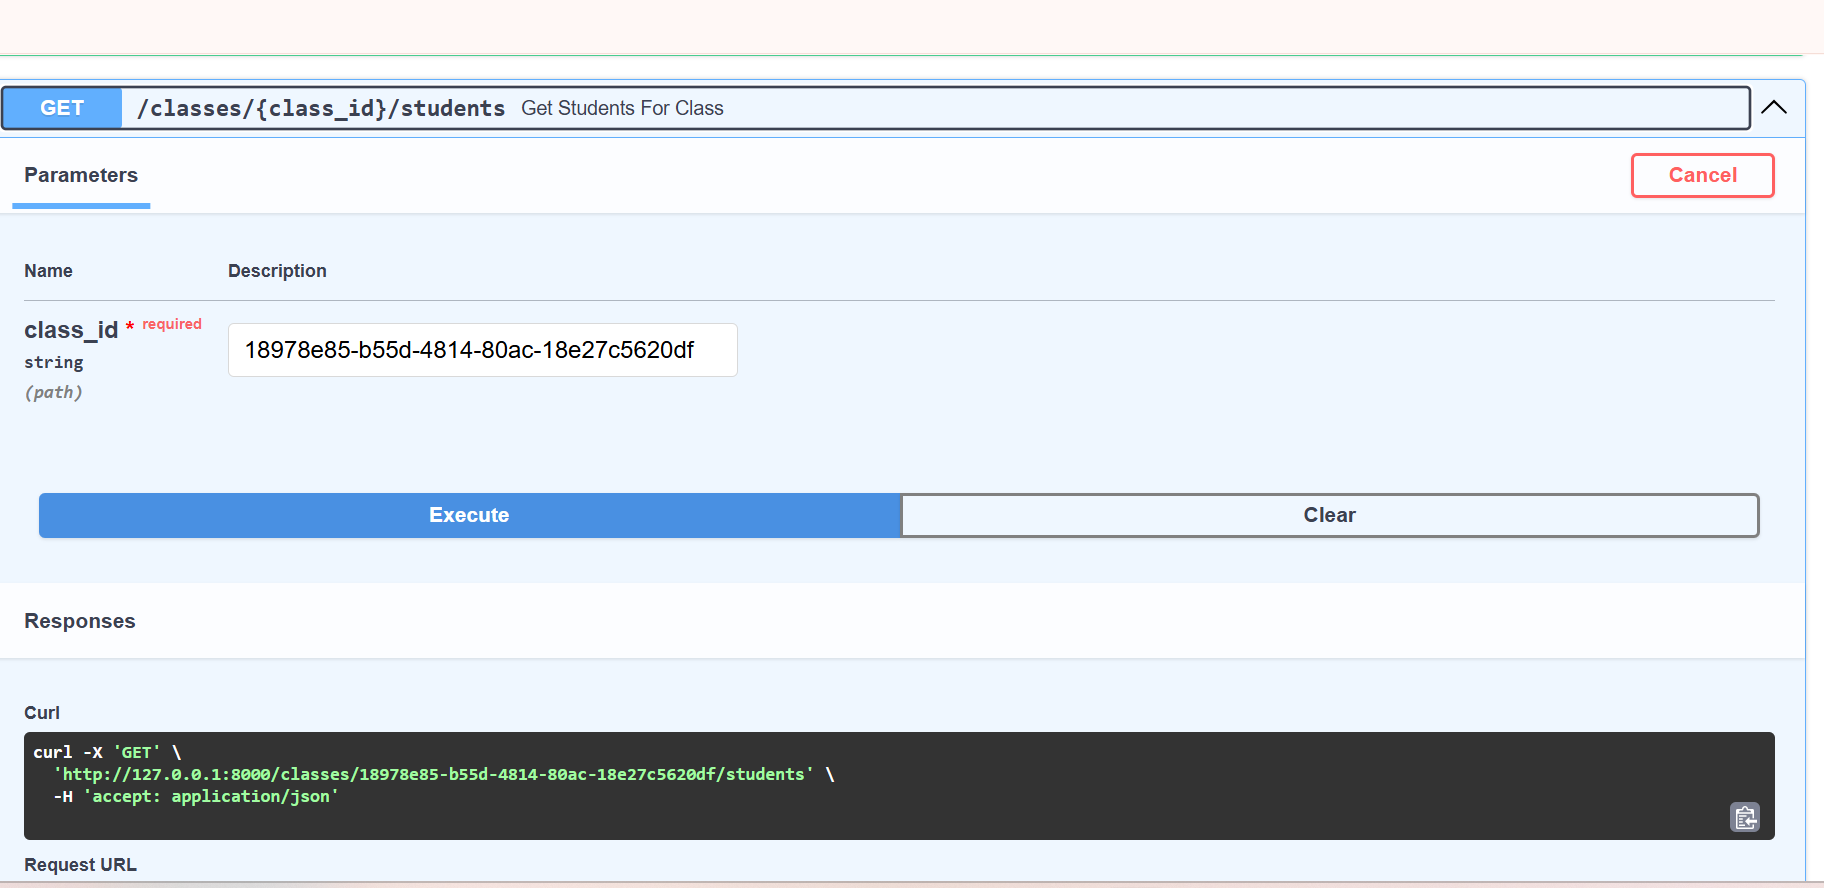 GET /classes/{class_id}/students Get Students For Class
Parameters
Cancel
Name Description
class_id * required
string
(path)
18978e85-b55d-4814-80ac-18e27c5620df
Execute
Clear
Responses
Curl
curl -X 'GET' \
'http://127.0.0.1:8000/classes/18978e85-b55d-4814-80ac-18e27c5620df/students' \
-H 'accept: application/json'
Request URL